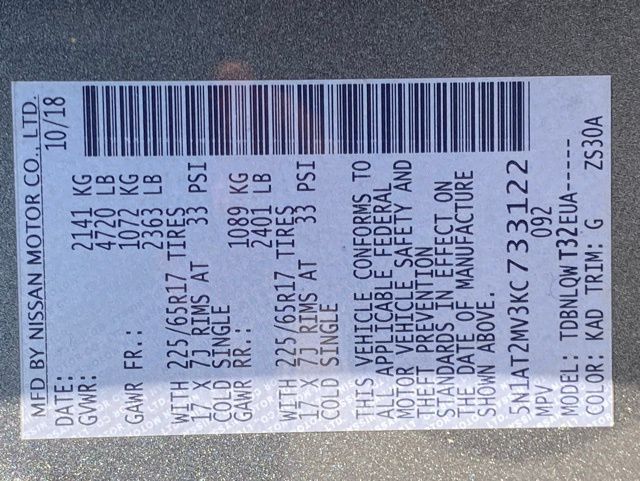 MFD BY NISSAN MOTOR CO., LTD.
DATE: 10/18
GVWR: 2141 KG
4720 LB
GAWR FR.: 1072 KG
2363 LB
WITH 225/65R17 TIRES
17 X 7J RIMS AT 33 PSI
COLD SINGLE
GAWR RR.: 1089 KG
2401 LB
WITH 225/65R17 TIRES
17 X 7J RIMS AT 33 PSI
COLD SINGLE
THIS VEHICLE CONFORMS TO
ALL APPLICABLE FEDERAL
MOTOR VEHICLE SAFETY AND
THEFT PREVENTION
STANDARDS IN EFFECT ON
THE DATE OF MANUFACTURE
SHOWN ABOVE.
5N1ATZMV3KC733122
MPV 092
MODEL: TDBNLQWT32EUA-----
COLOR: KAD TRIM: G ZS30A